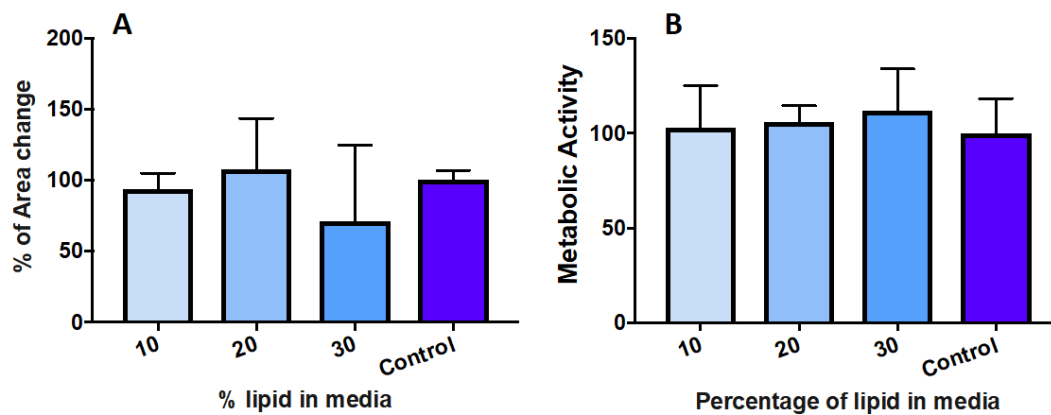 A
% of Area change
200
150
100
50
0
10
20
30
Control
% lipid in media
B
Metabolic Activity
150
100
50
0
10
20
30
Control
Percentage of lipid in media